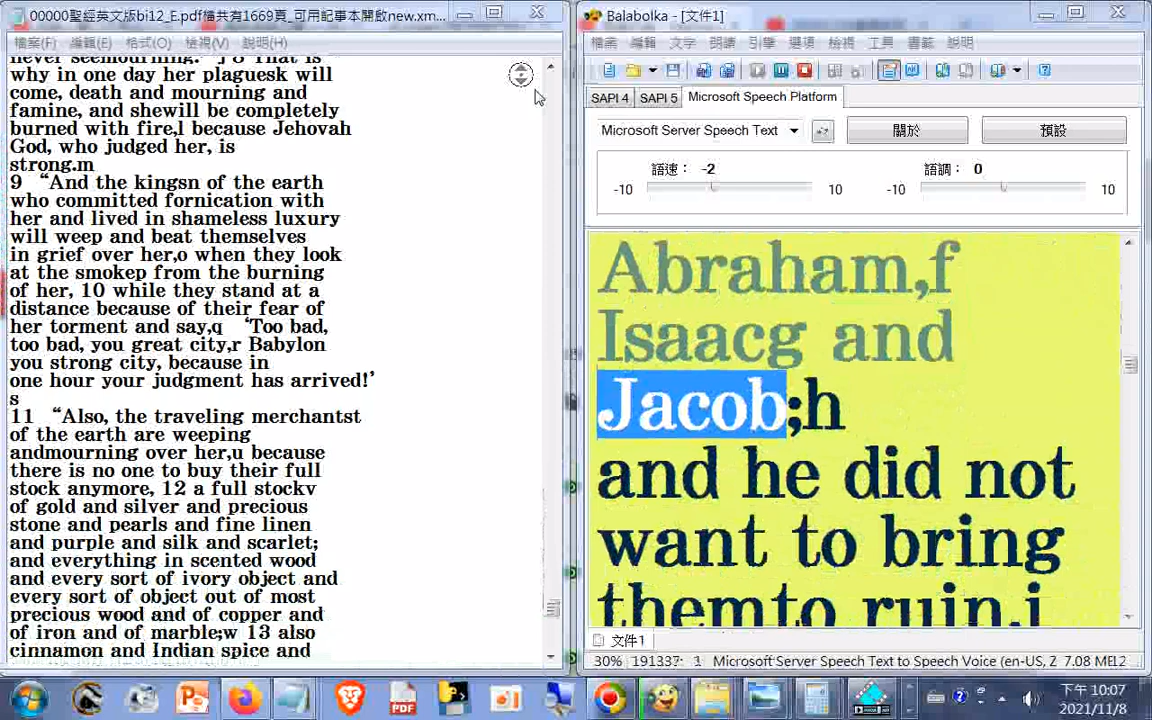 00000聖經英文版bi12_E.pdf檔共有1669頁_可用記事本開啟new.xm...
檔案(F) 編輯(E) 格式(O) 檢視(V) 說明(H)
never seemourning.' j 8 That is
why in one day her plaguesk will
come, death and mourning and
famine, and shewill be completely
burned with fire,l because Jehovah
God, who judged her, is
strong.m
9 “And the kingsn of the earth
who committed fornication with
her and lived in shameless luxury
will weep and beat themselves
in grief over her,o when they look
at the smokep from the burning
of her, 10 while they stand at a
distance because of their fear of
her torment and say,q ‘Too bad,
too bad, you great city,r Babylon
you strong city, because in
one hour your judgment has arrived!’
s
11 “Also, the traveling merchantst
of the earth are weeping
andmourning over her,u because
there is no one to buy their full
stock anymore, 12 a full stockv
of gold and silver and precious
stone and pearls and fine linen
and purple and silk and scarlet;
and everything in scented wood
and every sort of ivory object and
every sort of object out of most
precious wood and of copper and
of iron and of marble;w 13 also
cinnamon and Indian spice and
Balabolka - [文件1]
檔案 編輯 文字 朗讀 引擎 選項 檢視 工具 書籤 說明
SAPI 4 SAPI 5 Microsoft Speech Platform
Microsoft Server Speech Text 關於 預設
語速： -2 語調： 0
-10 10 -10 10
Abraham,f
Isaacg and
Jacob;h
and he did not
want to bring
themto ruin,i
文件1
30% 191337: 1 Microsoft Server Speech Text to Speech Voice (en-US, Z 7.08 ME12
PDF
下午 10:07
2021/11/8